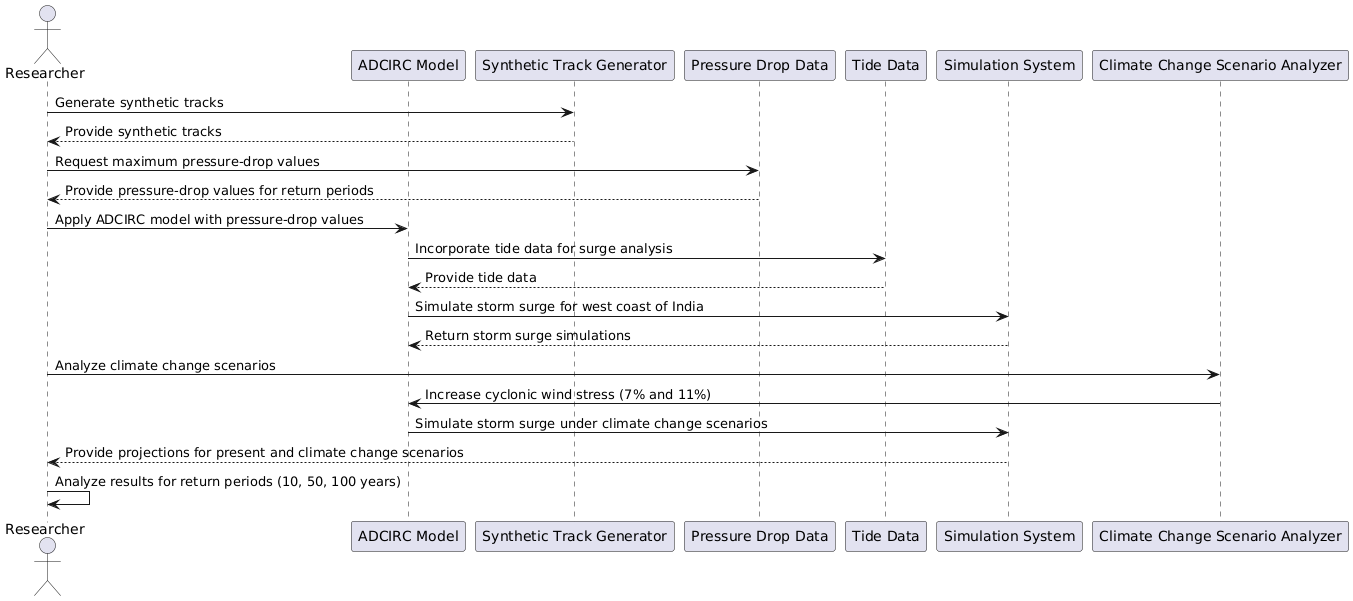 Researcher
ADCIRC Model
Synthetic Track Generator
Pressure Drop Data
Tide Data
Simulation System
Climate Change Scenario Analyzer
Generate synthetic tracks
Provide synthetic tracks
Request maximum pressure-drop values
Provide pressure-drop values for return periods
Apply ADCIRC model with pressure-drop values
Incorporate tide data for surge analysis
Provide tide data
Simulate storm surge for west coast of India
Return storm surge simulations
Analyze climate change scenarios
Increase cyclonic wind stress (7% and 11%)
Simulate storm surge under climate change scenarios
Provide projections for present and climate change scenarios
Analyze results for return periods (10, 50, 100 years)
Researcher
ADCIRC Model
Synthetic Track Generator
Pressure Drop Data
Tide Data
Simulation System
Climate Change Scenario Analyzer